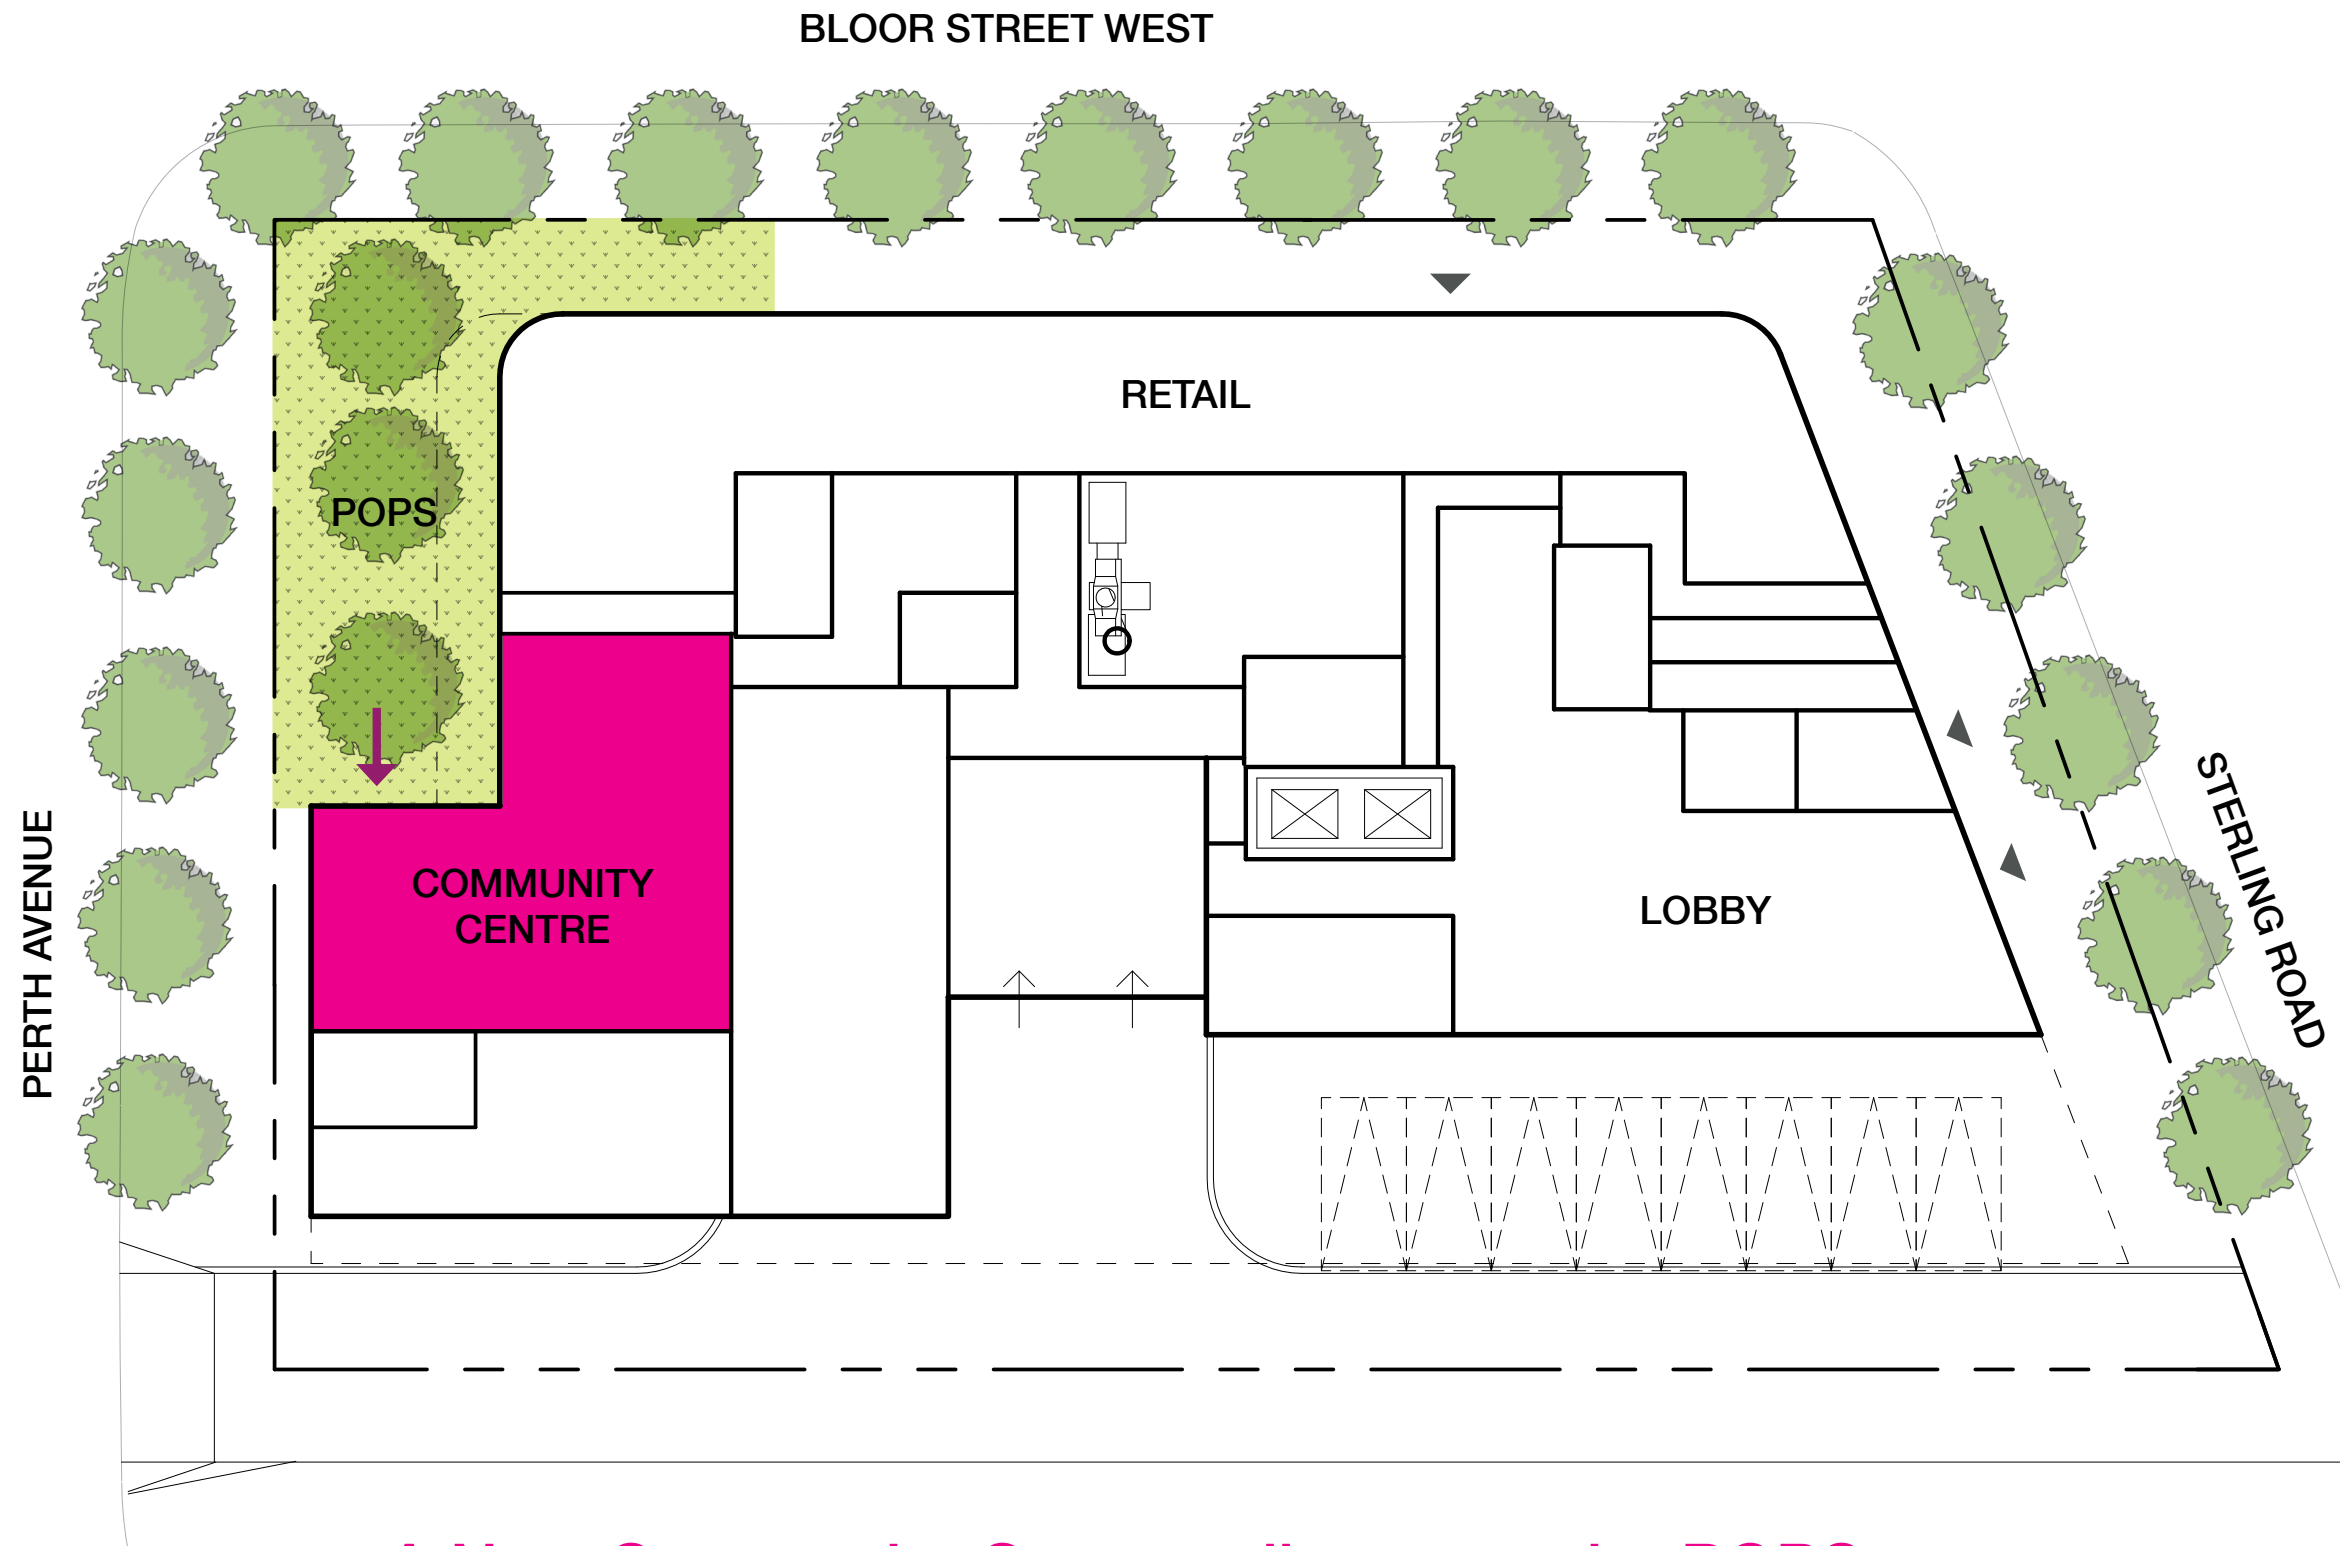 BLOOR STREET WEST
RETAIL
POPS
COMMUNITY
CENTRE
LOBBY
PERTH AVENUE
STERLING ROAD